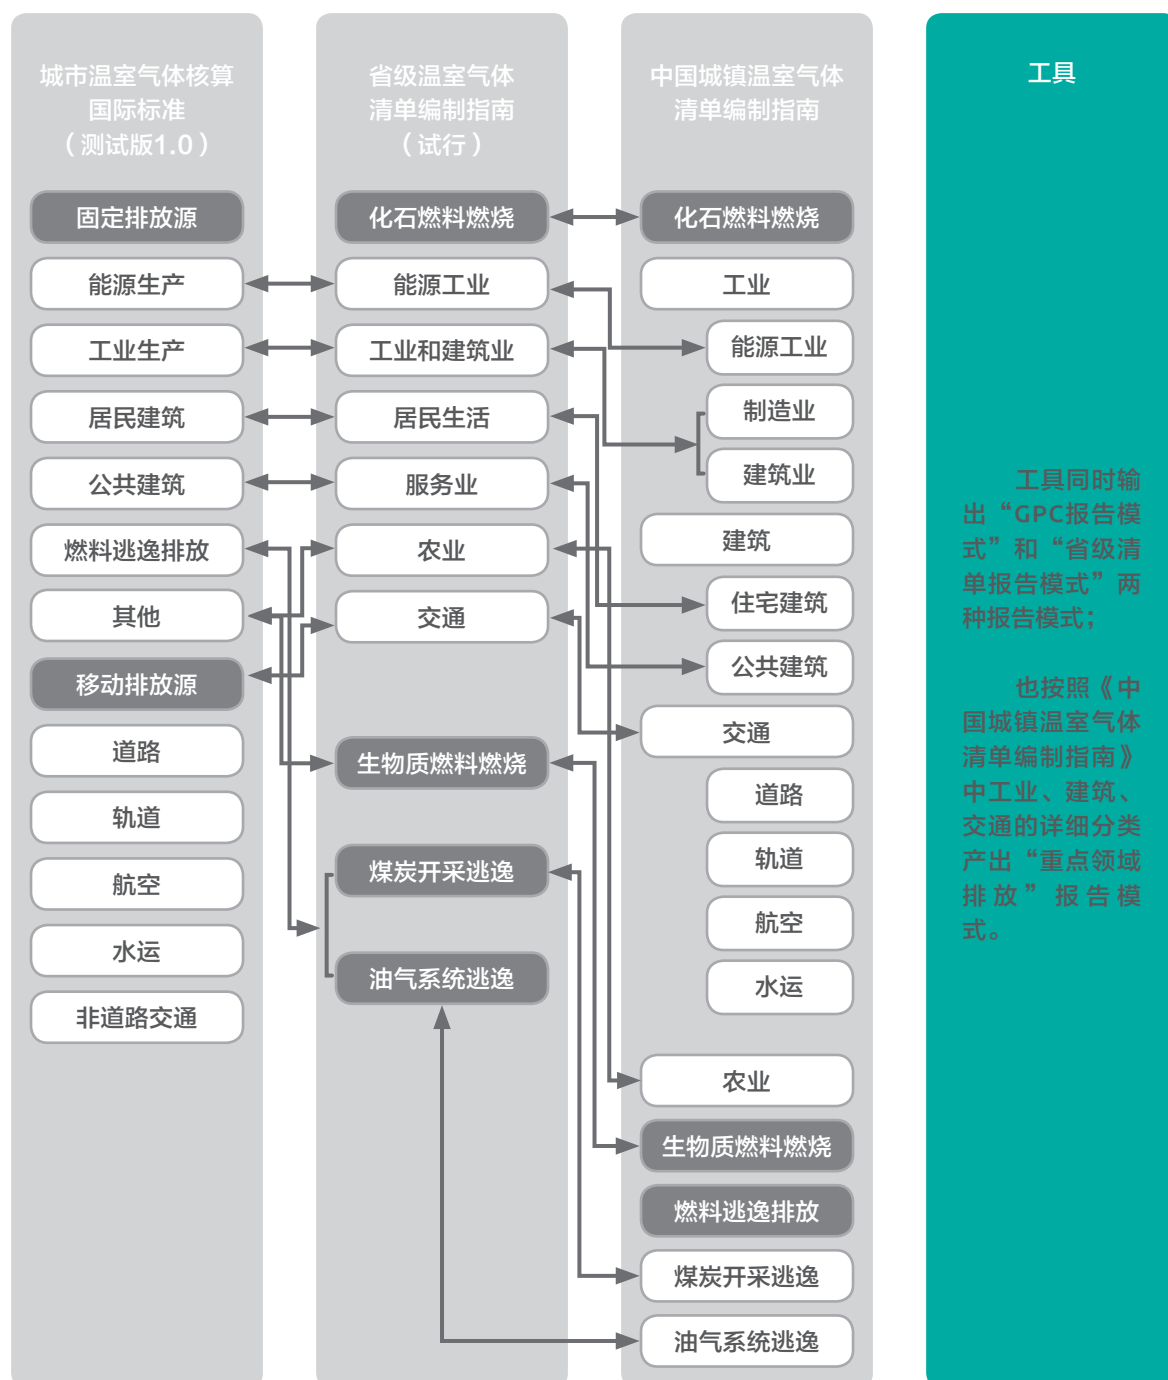 城市温室气体核算
国际标准
（测试版1.0）
固定排放源
能源生产
工业生产
居民建筑
公共建筑
燃料逃逸排放
其他
移动排放源
道路
轨道
航空
水运
非道路交通
省级温室气体
清单编制指南
（试行）
化石燃料燃烧
能源工业
工业和建筑业
居民生活
服务业
农业
交通
生物质燃料燃烧
煤炭开采逃逸
油气系统逃逸
中国城镇温室气体
清单编制指南
化石燃料燃烧
工业
能源工业
制造业
建筑业
建筑
住宅建筑
公共建筑
交通
道路
轨道
航空
水运
农业
生物质燃料燃烧
燃料逃逸排放
煤炭开采逃逸
油气系统逃逸
工具
工具同时输
出“GPC报告模
式”和“省级清
单报告模式”两
种报告模式；
也按照《中
国城镇温室气体
清单编制指南》
中工业、建筑、
交通的详细分类
产出“重点领域
排放”报告模
式。